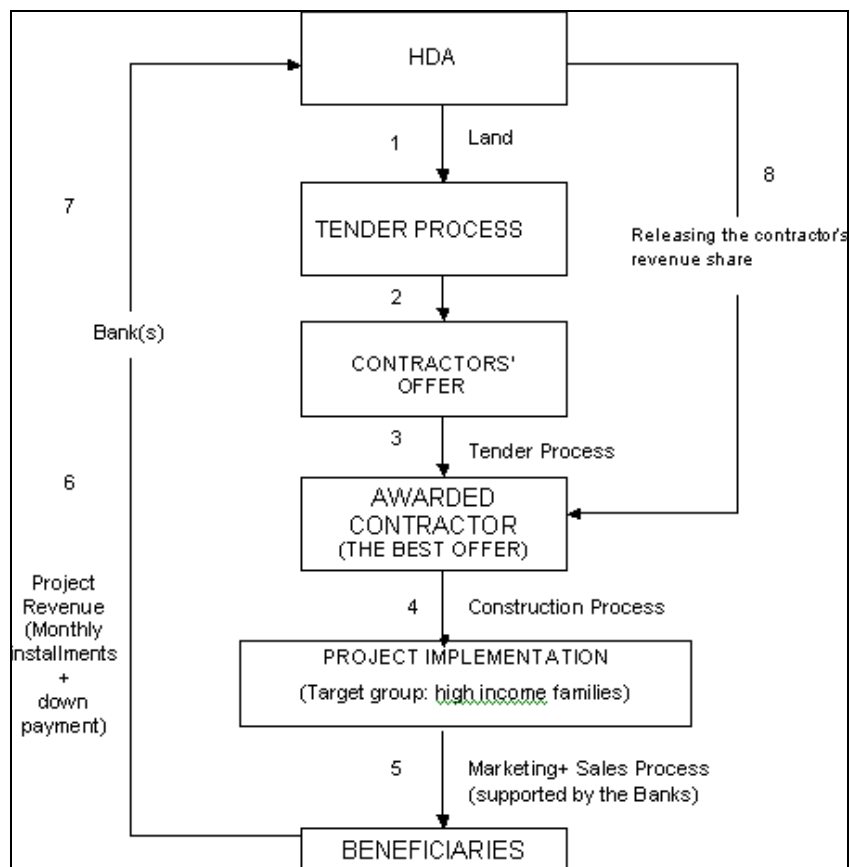 HDA
1
Land
8
7
TENDER PROCESS
Releasing the contractor's
revenue share
2
Bank(s)
CONTRACTORS'
OFFER
3
Tender Process
6
AWARDED
CONTRACTOR
(THE BEST OFFER)
Project
Revenue
(Monthly
installments
+
down
payment)
4
Construction Process
PROJECT IMPLEMENTATION
(Target group: high income families)
5
Marketing+ Sales Process
(supported by the Banks)
BENEFICIARIES